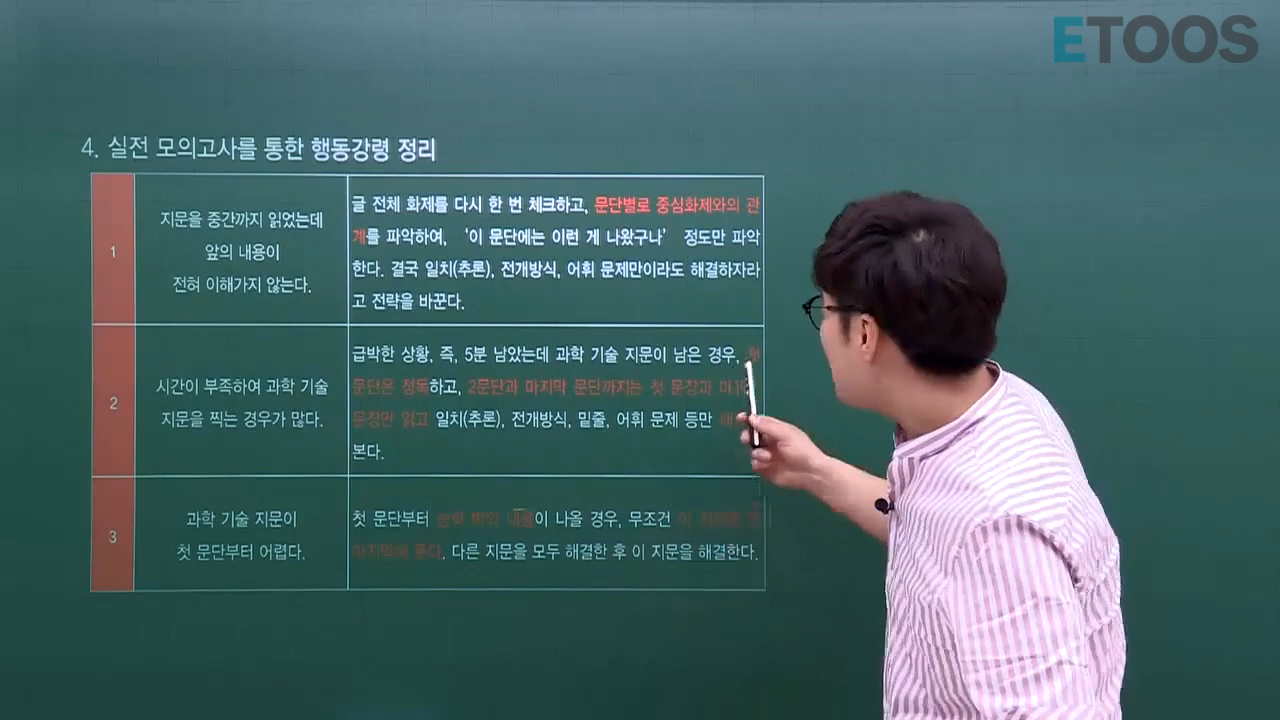 ETOOS
4. 실전 모의고사를 통한 행동강령 정리
1
지문을 중간까지 읽었는데
앞의 내용이
전혀 이해가지 않는다.
글 전체 화제를 다시 한 번 체크하고, 문단별로 중심화제와의 관
계를 파악하여, ‘이 문단에는 이런 게 나왔구나’ 정도만 파악
한다. 결국 일치(추론), 전개방식, 어휘 문제만이라도 해결하자라
고 전략을 바꾼다.
2
시간이 부족하여 과학 기술
지문을 찍는 경우가 많다.
급박한 상황, 즉, 5분 남았는데 과학 기술 지문이 남은 경우, 첫
문단은 정독하고, 2문단과 마지막 문단까지는 첫 문장과
문장만 읽고 일치(추론), 전개방식, 밑줄, 어휘 문제 등만
본다.
3
과학 기술 지문이
첫 문단부터 어렵다.
첫 문단부터 능력 밖의 내용이 나올 경우, 무조건 이
마지막에 푼다. 다른 지문을 모두 해결한 후 이 지문을 해결한다.